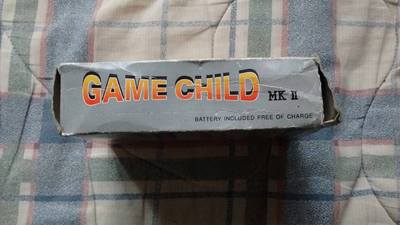 GAME CHILD MK II
BATTERY INCLUDED FREE OF CHARGE